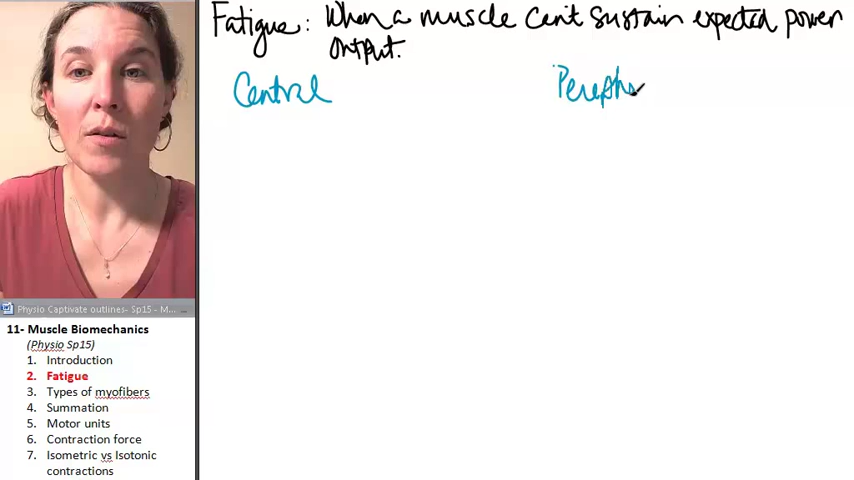 Fatigue: When a muscle can't sustain expected power
output.
Central Perephe
Physio Captivate outlines- Sp15 - M...
11- Muscle Biomechanics
(Physio Sp15)
1. Introduction
2. Fatigue
3. Types of myofibers
4. Summation
5. Motor units
6. Contraction force
7. Isometric vs Isotonic
contractions